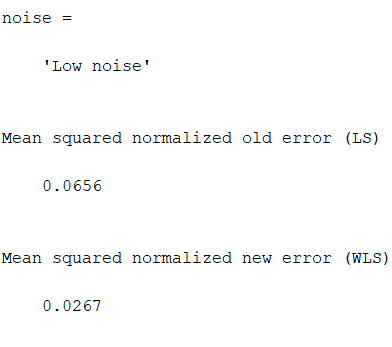 noise =
'Low noise'
Mean squared normalized old error (LS)
0.0656
Mean squared normalized new error (WLS)
0.0267